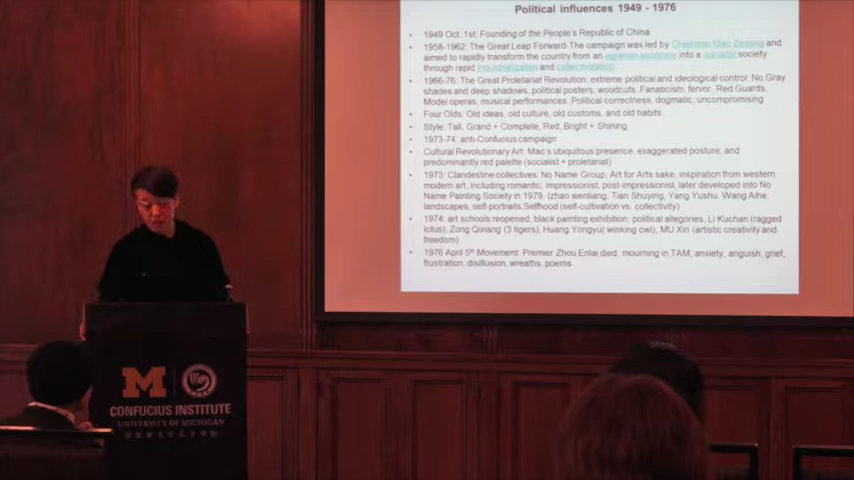 Political influences 1949 - 1976
1949 Oct. 1st: Founding of the People's Republic of China
1958-1962: The Great Leap Forward-The campaign was led by Chairman Mao Zedong and
aimed to rapidly transform the country from an agrarian economy into a socialist society
through rapid industrialization and collectivization.
1966-76: The Great Proletariat Revolution: extreme political and ideological control: No Gray
shades and deep shadows, political posters, woodcuts. Fanaticism, fervor, Red Guards,
Model operas, musical performances. Political correctness, dogmatic, uncompromising
Four Olds: Old ideas, old culture, old customs, and old habits.
Style: Tall, Grand + Complete, Red, Bright + Shining
1973-74: anti-Confucius campaign
Cultural Revolutionary Art: Mao's ubiquitous presence, exaggerated posture, and
predominantly red palette (socialist + proletariat)
1973: Clandestine collectives: No Name Group, Art for Arts sake, inspiration from western
modern art, including romantic, impressionist, post-impressionist, later developed into No
Name Painting Society in 1979. (zhao wenliang, Tian Shuying, Yang Yushu, Wang Aihe,
landscapes, self-portraits.Selfhood (self-cultivation vs. collectivity)
1974: art schools reopened, black painting exhibition: political allegories, Li Kuchan (ragged
lotus), Zong Qixiang (3 tigers), Huang Yongyu( winking owl), MU Xin (artistic creativity and
freedom)
1976 April 5th Movement: Premier Zhou Enlai died, mourning in TAM, anxiety, anguish, grief,
frustration, disillusion, wreaths, poems
M
CONFUCIUS INSTITUTE
UNIVERSITY OF MICHIGAN